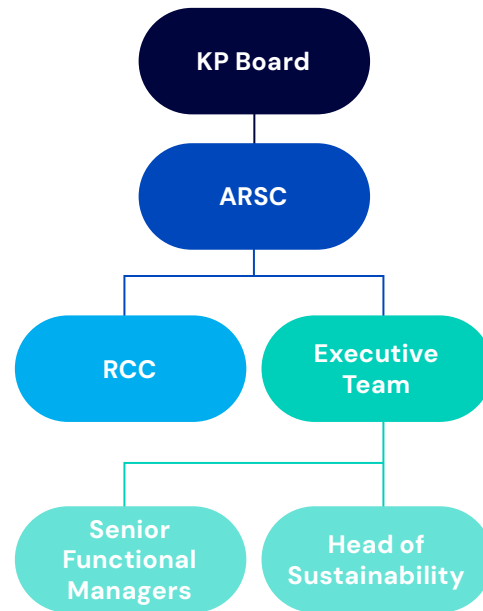 KP Board
ARSC
RCC
Executive
Team
Senior
Functional
Managers
Head of
Sustainability